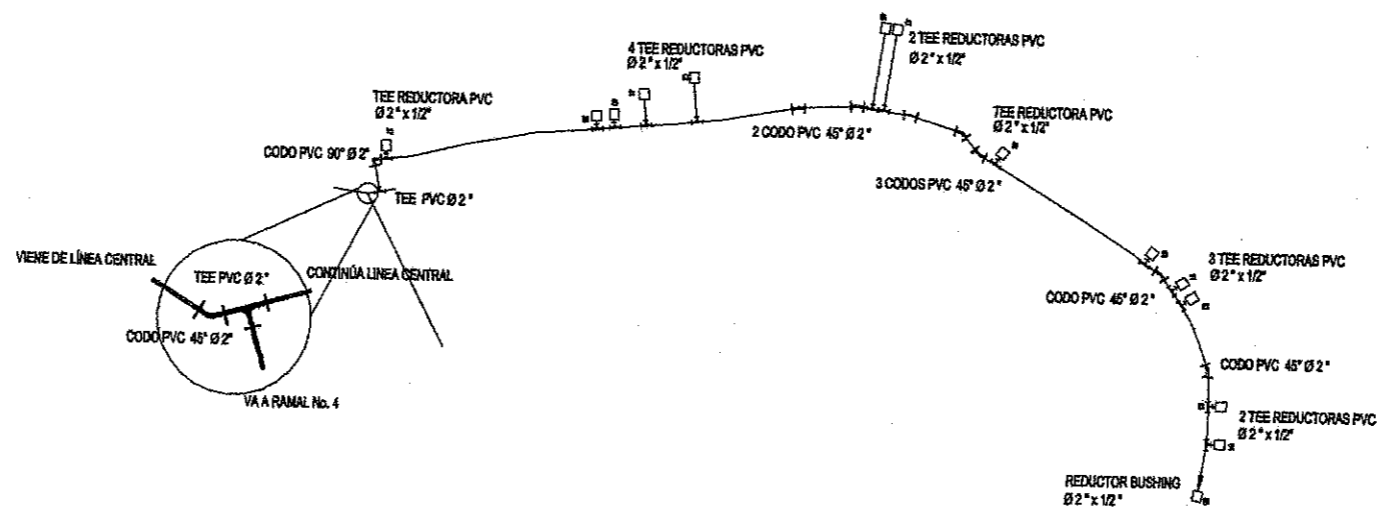 4 TEE REDUCTORAS PVC
Ø 2" x 1/2"
2 TEE REDUCTORAS PVC
Ø 2" x 1/2"
TEE REDUCTORA PVC
Ø 2" x 1/2"
TEE REDUCTORA PVC
Ø 2" x 1/2"
2 CODO PVC 45° Ø 2"
CODO PVC 90° Ø 2"
3 CODOS PVC 45° Ø 2"
TEE PVC Ø 2"
VIENE DE LÍNEA CENTRAL
TEE PVC Ø 2"
CONTINÚA LINEA CENTRAL
3 TEE REDUCTORAS PVC
Ø 2" x 1/2"
CODO PVC 45° Ø 2"
CODO PVC 45° Ø 2"
CODO PVC 45° Ø 2"
VA A RAMAL No. 4
2 TEE REDUCTORAS PVC
Ø 2" x 1/2"
REDUCTOR BUSHING
Ø 2" x 1/2"